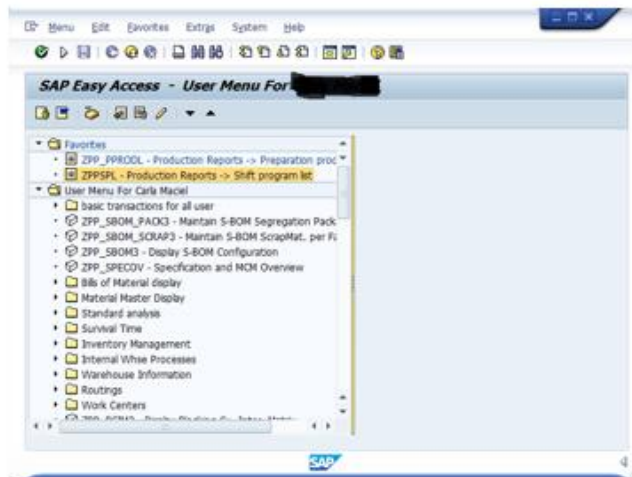 Menu Edit Favorites Extras System Help
SAP Easy Access - User Menu For
Favorites
ZPP_PPRODL - Production Reports -> Preparation proc
ZPPSPL - Production Reports -> Shift program list
User Menu For Carla Maciel
basic transactions for all user
ZPP_SBOM_PACK3 - Maintain S-BOM Segregation Pack
ZPP_SBOM_SCRAP3 - Maintain S-BOM ScrapMat. per Fa
ZPP_SBOM3 - Display S-BOM Configuration
ZPP_SPECOV - Specification and MCM Overview
Bills of Material display
Material Master Display
Standard analysis
Survival Time
Inventory Management
Internal Whse Processes
Warehouse Information
Routings
Work Centers
SAP